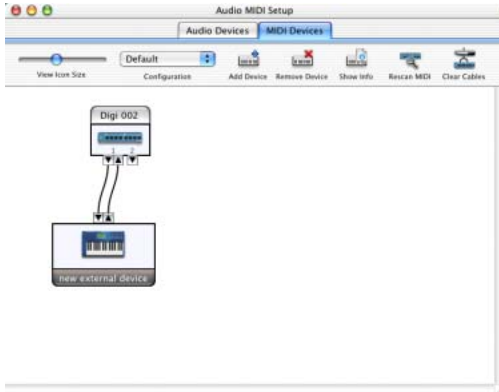 Audio MIDI Setup
Audio Devices MIDI Devices
Default
View Icon Size Configuration Add Device Remove Device Show Info Rescan MIDI Clear Cables
Digi 002
1 2
new external device